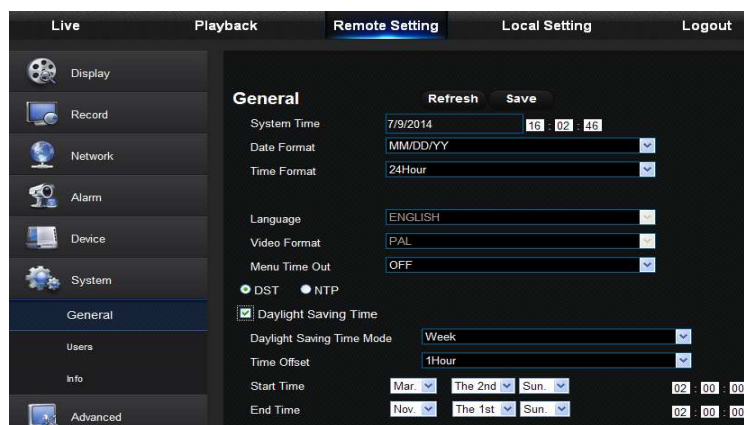 Live Playback Remote Setting Local Setting Logout
Display
Record
Network
Alarm
Device
System
General
Users
Info
Advanced
General Refresh Save
System Time 7/9/2014 16 : 02 : 46
Date Format MM/DD/YY
Time Format 24Hour
Language ENGLISH
Video Format PAL
Menu Time Out OFF
DST NTP
Daylight Saving Time
Daylight Saving Time Mode Week
Time Offset 1Hour
Start Time Mar. The 2nd Sun. 02 : 00 : 00
End Time Nov. The 1st Sun. 02 : 00 : 00